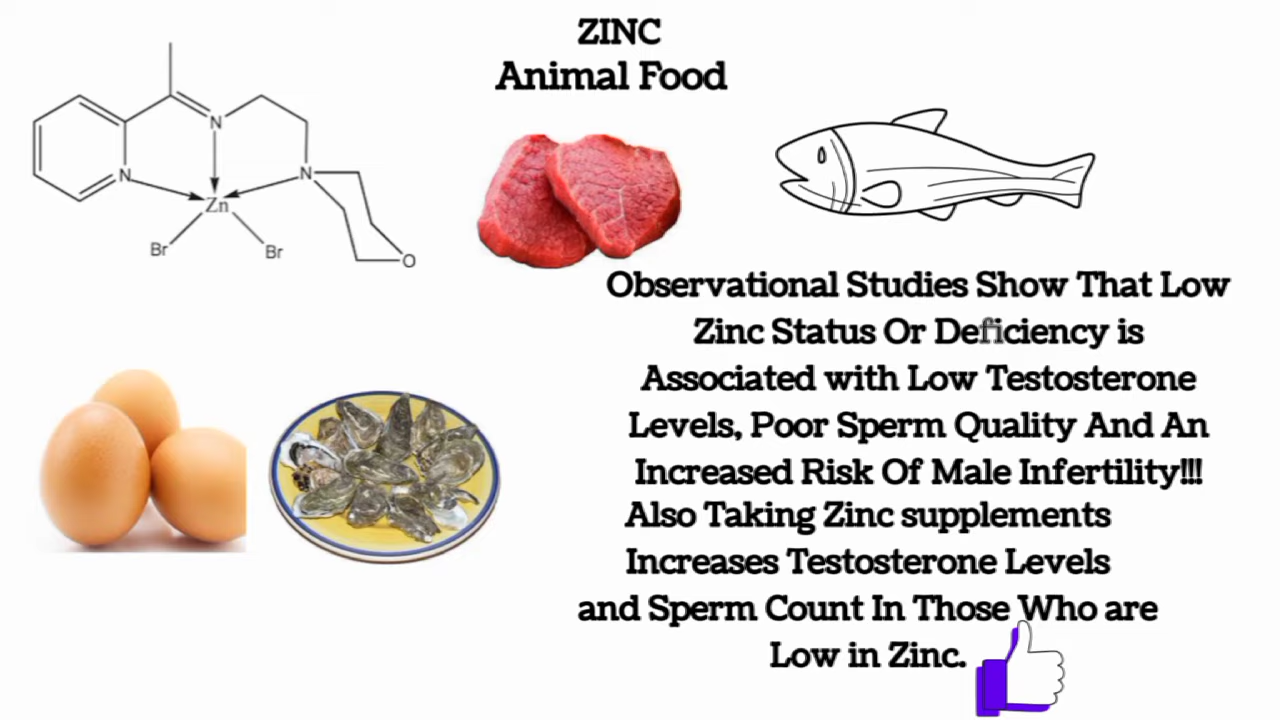 ZINC
Animal Food
N
N
N
Zn
Br
Br
O
Observational Studies Show That Low
Zinc Status Or Deficiency is
Associated with Low Testosterone
Levels, Poor Sperm Quality And An
Increased Risk Of Male Infertility!!!
Also Taking Zinc supplements
Increases Testosterone Levels
and Sperm Count In Those Who are
Low in Zinc.